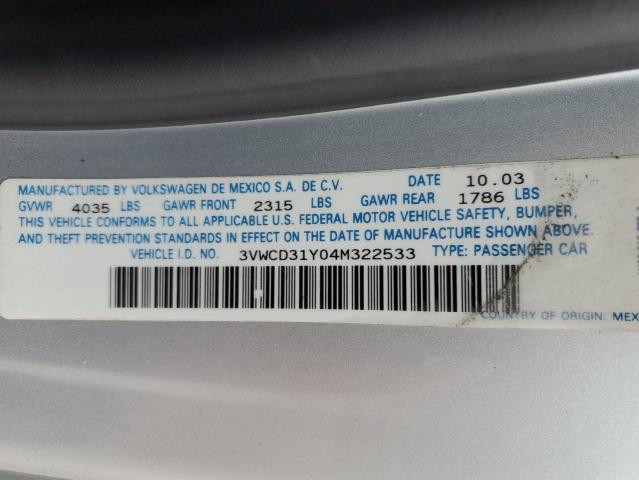 MANUFACTURED BY VOLKSWAGEN DE MEXICO S.A. DE C.V. DATE 10.03
GVWR 4035 LBS GAWR FRONT 2315 LBS GAWR REAR 1786 LBS
THIS VEHICLE CONFORMS TO ALL APPLICABLE U.S. FEDERAL MOTOR VEHICLE SAFETY, BUMPER,
AND THEFT PREVENTION STANDARDS IN EFFECT ON THE DATE OF MANUFACTURE SHOWN ABOVE.
VEHICLE I.D. NO. 3VWCD31Y04M322533 TYPE: PASSENGER CAR
COUNTRY OF ORIGIN: MEX